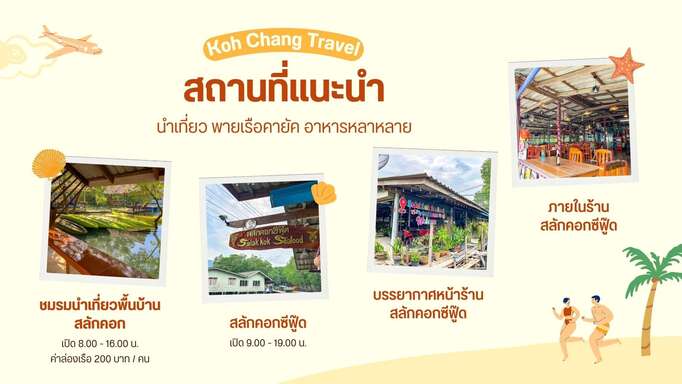 Koh Chang Travel
สถานที่แนะนำ
นำเที่ยว พายเรือคายัค อาหารหลาหลาย
ชมรมนำเที่ยวพื้นบ้าน
สลักคอก
เปิด 8.00 - 16.00 น.
ค่าล่องเรือ 200 บาท / คน
สลักคอกซีฟู๊ด
Salak kok Seafood
สลักคอกซีฟู๊ด
เปิด 9.00 - 19.00 น.
บรรยากาศหน้าร้าน
สลักคอกซีฟู๊ด
ภายในร้าน
สลักคอกซีฟู๊ด